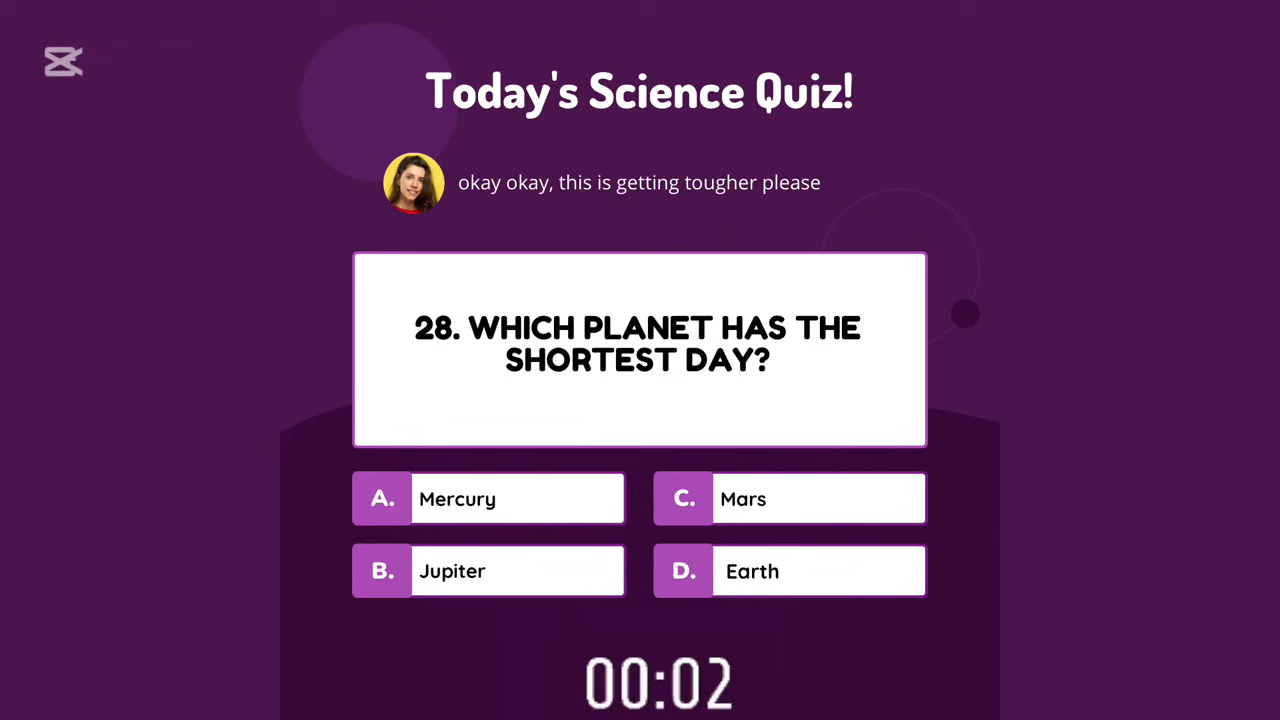 Today's Science Quiz!
okay okay, this is getting tougher please
28. WHICH PLANET HAS THE
SHORTEST DAY?
A. Mercury
C. Mars
B. Jupiter
D. Earth
00:02